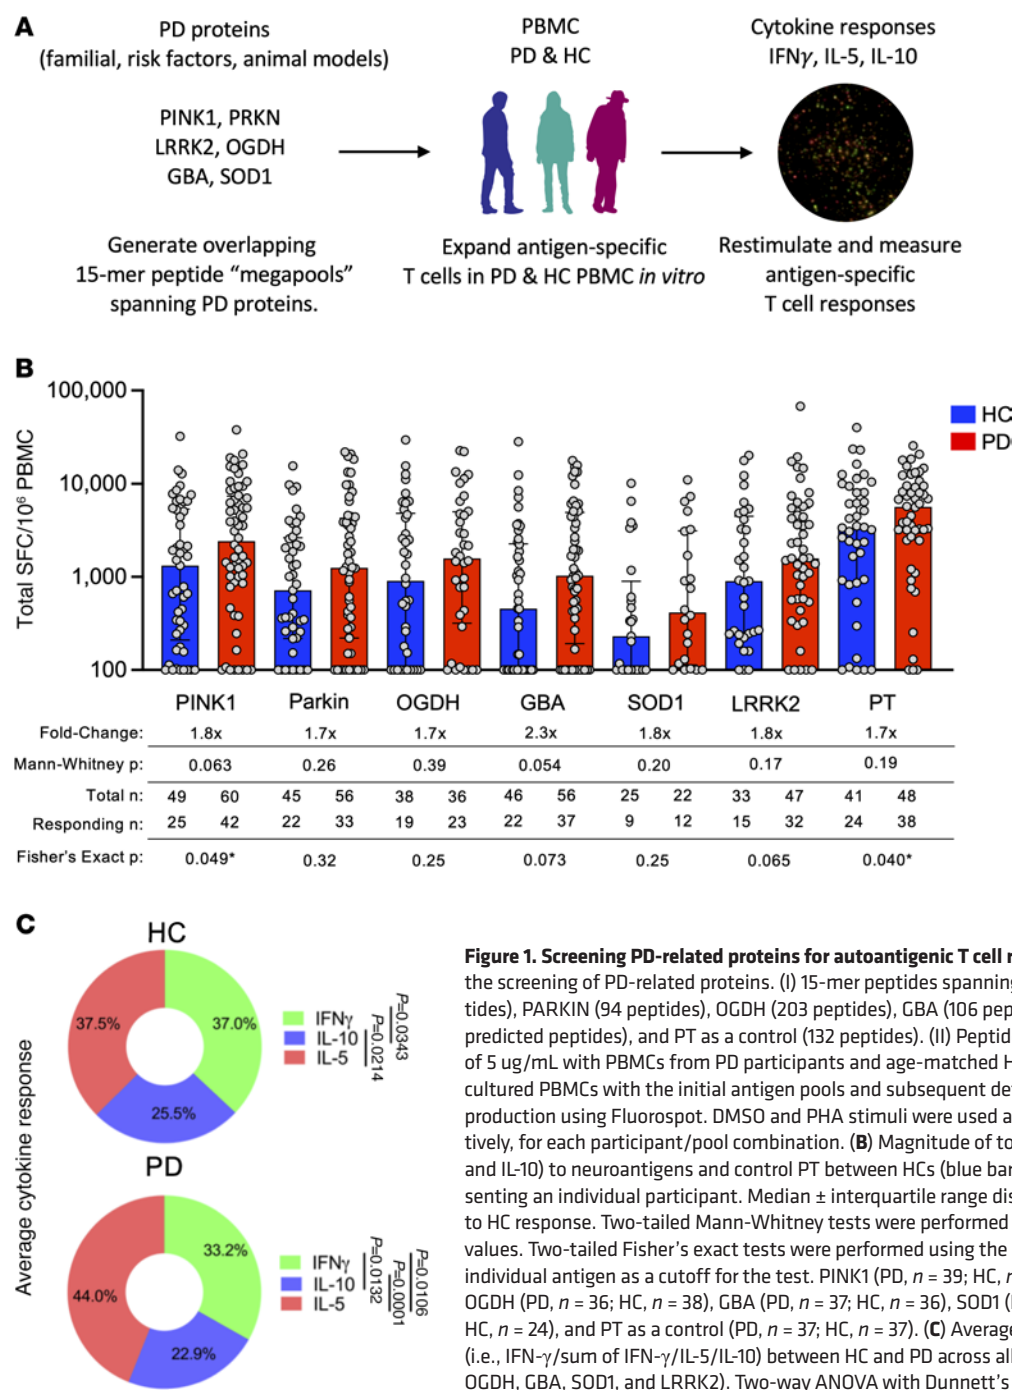 A
PD proteins
(familial, risk factors, animal models)
PINK1, PRKN
LRRK2, OGDH
GBA, SOD1
Generate overlapping
15-mer peptide “megapools”
spanning PD proteins.
PBMC
PD & HC
Expand antigen-specific
T cells in PD & HC PBMC in vitro
Cytokine responses
IFNγ, IL-5, IL-10
Restimulate and measure
antigen-specific
T cell responses
B
Total SFC/10⁶ PBMC
100,000
10,000
1,000
100
HC
PD
PINK1 Parkin OGDH GBA SOD1 LRRK2 PT
Fold-Change: 1.8x 1.7x 1.7x 2.3x 1.8x 1.8x 1.7x
Mann-Whitney p: 0.063 0.26 0.39 0.054 0.20 0.17 0.19
Total n: 49 60 45 56 38 36 46 56 25 22 33 47 41 48
Responding n: 25 42 22 33 19 23 22 37 9 12 15 32 24 38
Fisher's Exact p: 0.049* 0.32 0.25 0.073 0.25 0.065 0.040*
C
Average cytokine response
HC
37.5%
37.0%
25.5%
IFNγ
IL-10
IL-5
P=0.0214
P=0.0343
PD
44.0%
33.2%
22.9%
IFNγ
IL-10
IL-5
P=0.0132
P=0.0001
P=0.0106
Figure 1. Screening PD-related proteins for autoantigenic T cell r
the screening of PD-related proteins. (I) 15-mer peptides spanning
tides), PARKIN (94 peptides), OGDH (203 peptides), GBA (106 pep
predicted peptides), and PT as a control (132 peptides). (II) Peptid
of 5 ug/mL with PBMCs from PD participants and age-matched H
cultured PBMCs with the initial antigen pools and subsequent de
production using Fluorospot. DMSO and PHA stimuli were used a
tively, for each participant/pool combination. (B) Magnitude of to
and IL-10) to neuroantigens and control PT between HCs (blue bar
senting an individual participant. Median ± interquartile range dis
to HC response. Two-tailed Mann-Whitney tests were performed
values. Two-tailed Fisher's exact tests were performed using the
individual antigen as a cutoff for the test. PINK1 (PD, n = 39; HC, n
OGDH (PD, n = 36; HC, n = 38), GBA (PD, n = 37; HC, n = 36), SOD1 (
HC, n = 24), and PT as a control (PD, n = 37; HC, n = 37). (C) Average
(i.e., IFN-γ/sum of IFN-γ/IL-5/IL-10) between HC and PD across al
OGDH, GBA, SOD1, and LRRK2). Two-way ANOVA with Dunnett's